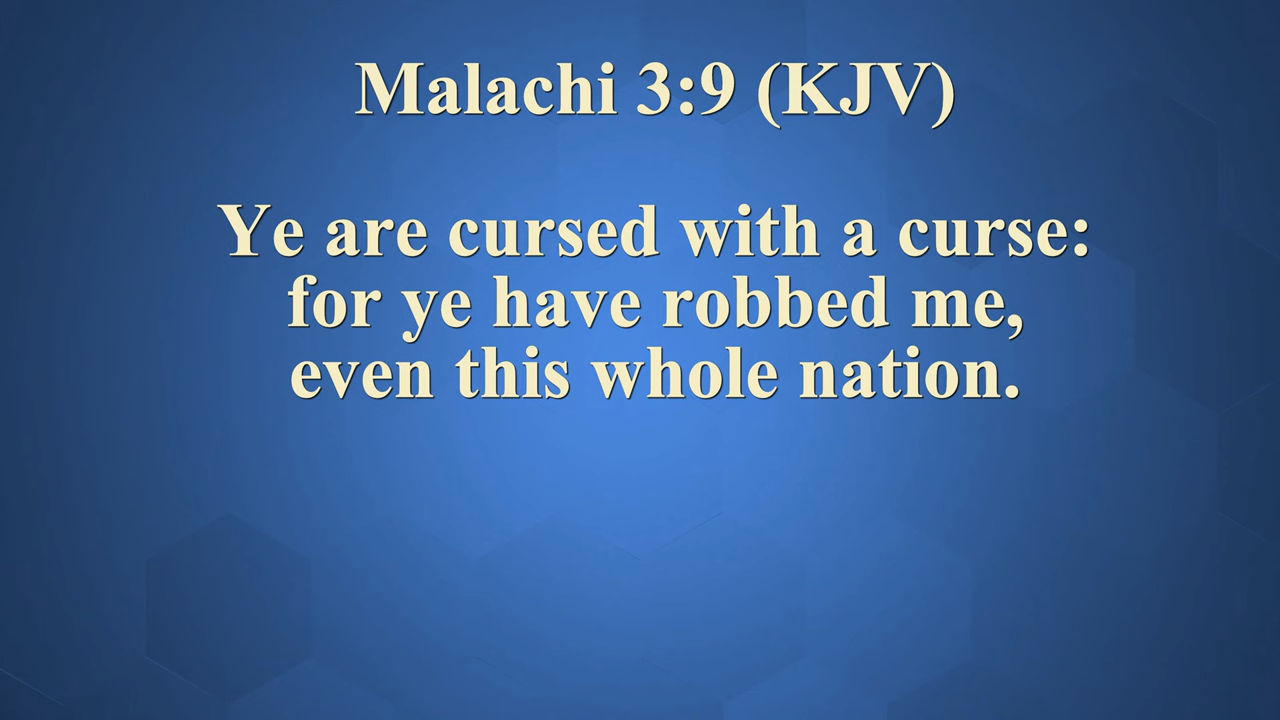 Malachi 3:9 (KJV)
Ye are cursed with a curse:
for ye have robbed me,
even this whole nation.